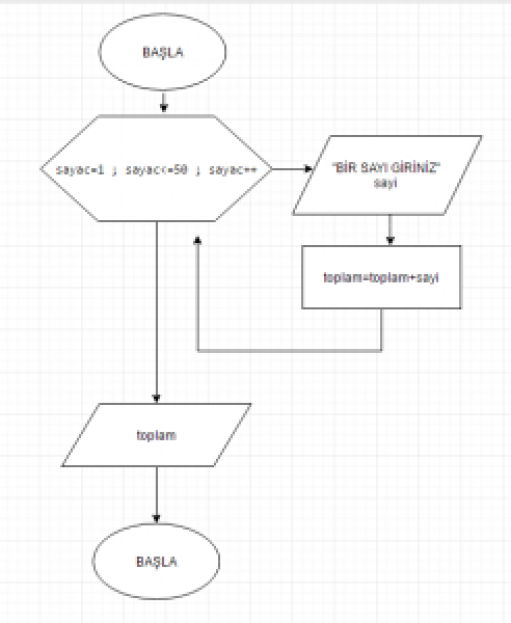 BAŞLA
sayac=1 ; sayac<=50 ; sayac++
"BİR SAYI GİRİNİZ"
sayi
toplam=toplam+sayi
toplam
BAŞLA